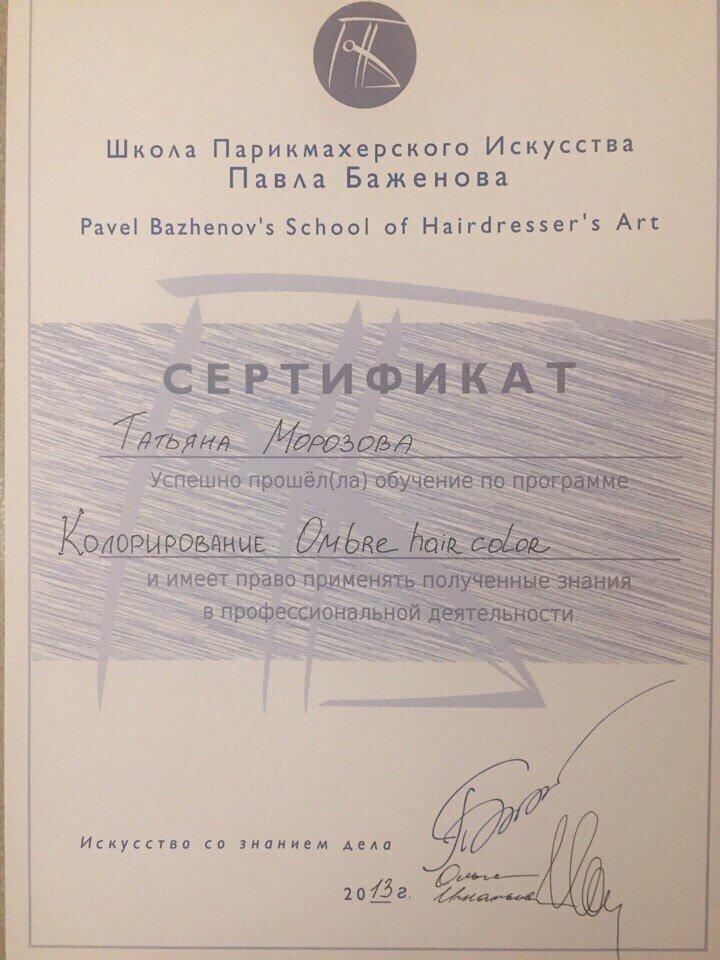 Школа Парикмахерского Искусства
Павла Баженова
Pavel Bazhenov's School of Hairdresser's Art
СЕРТИФИКАТ
Татьяна Морозова
Успешно прошёл(ла) обучение по программе
Колорирование Ombre hair color
и имеет право применять полученные знания
в профессиональной деятельности
Искусство со знанием дела
2013г.